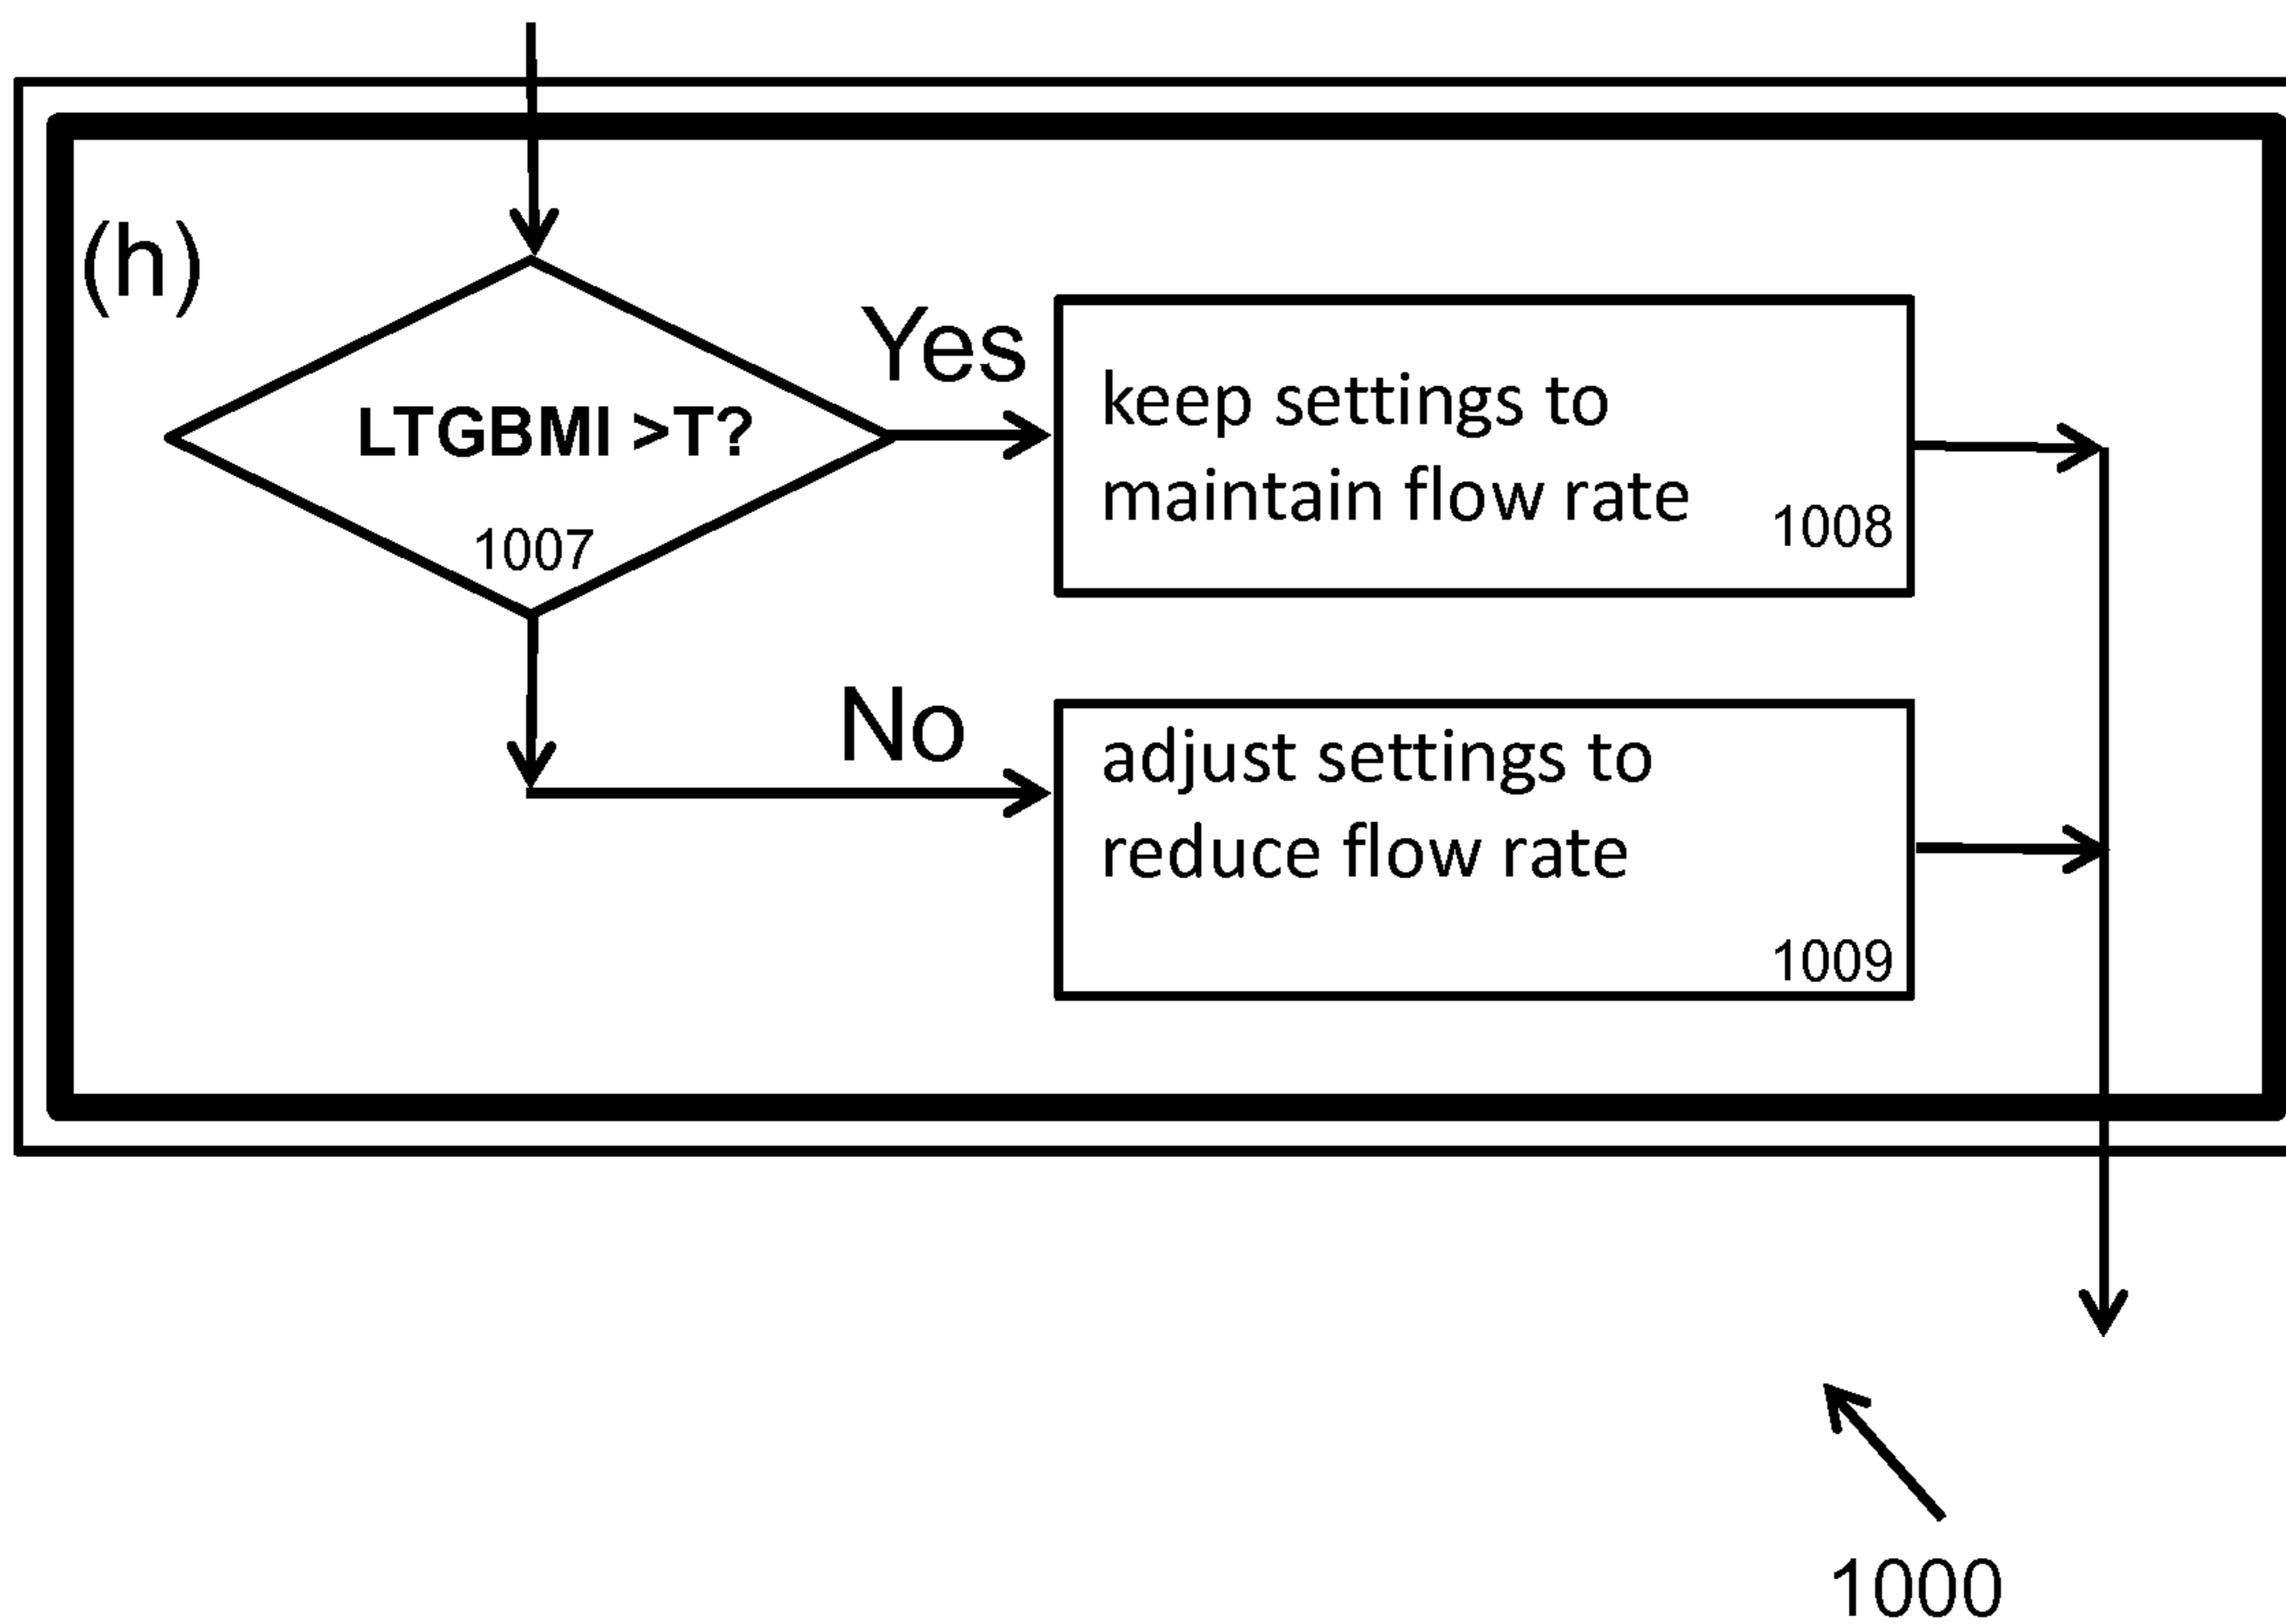 (h)
LTGBMI >T?
1007
Yes
keep settings to
maintain flow rate
1008
No
adjust settings to
reduce flow rate
1009
1000